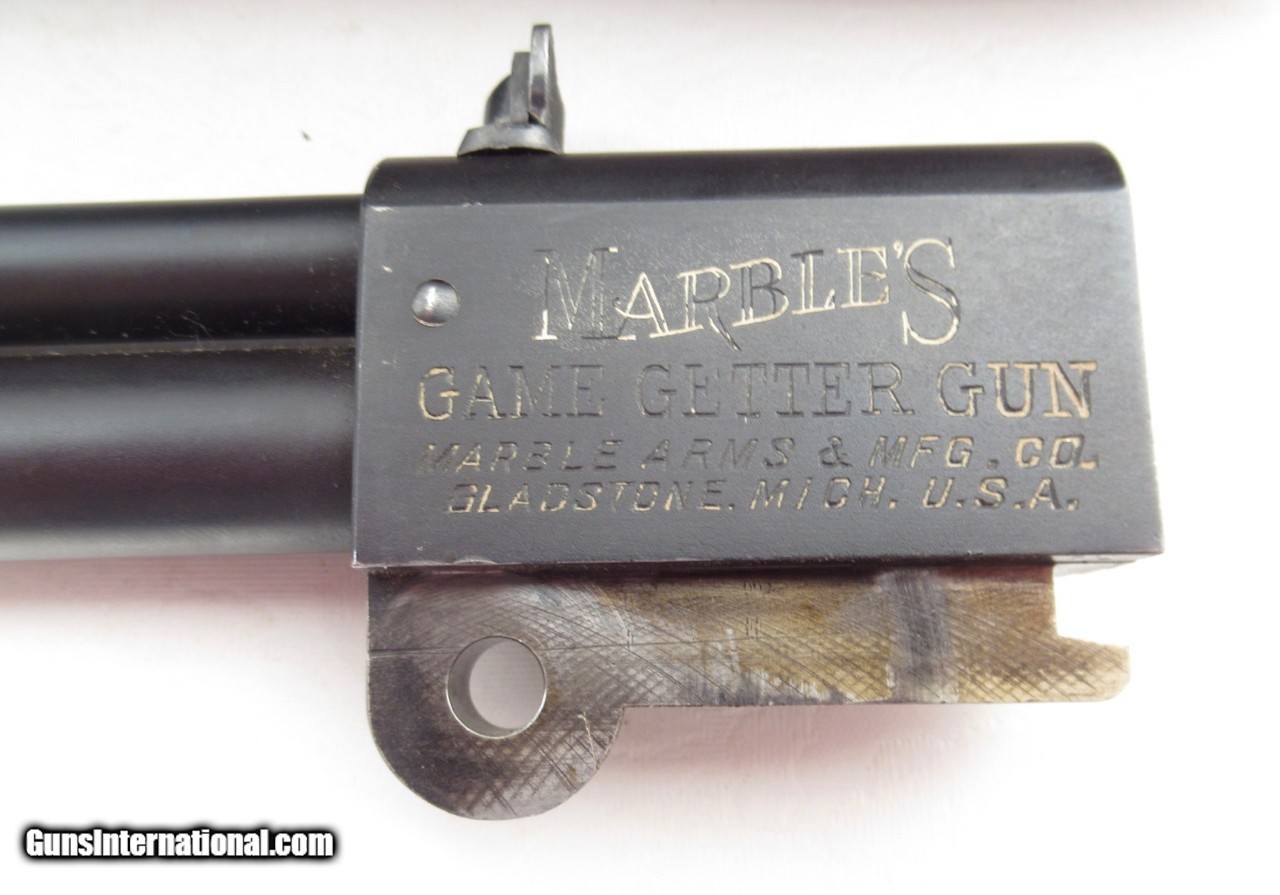 MARBLE'S
GAME GETTER GUN
MARBLE ARMS & MFG. CO.
GLADSTONE, MICH. U.S.A.
GunsInternational.com